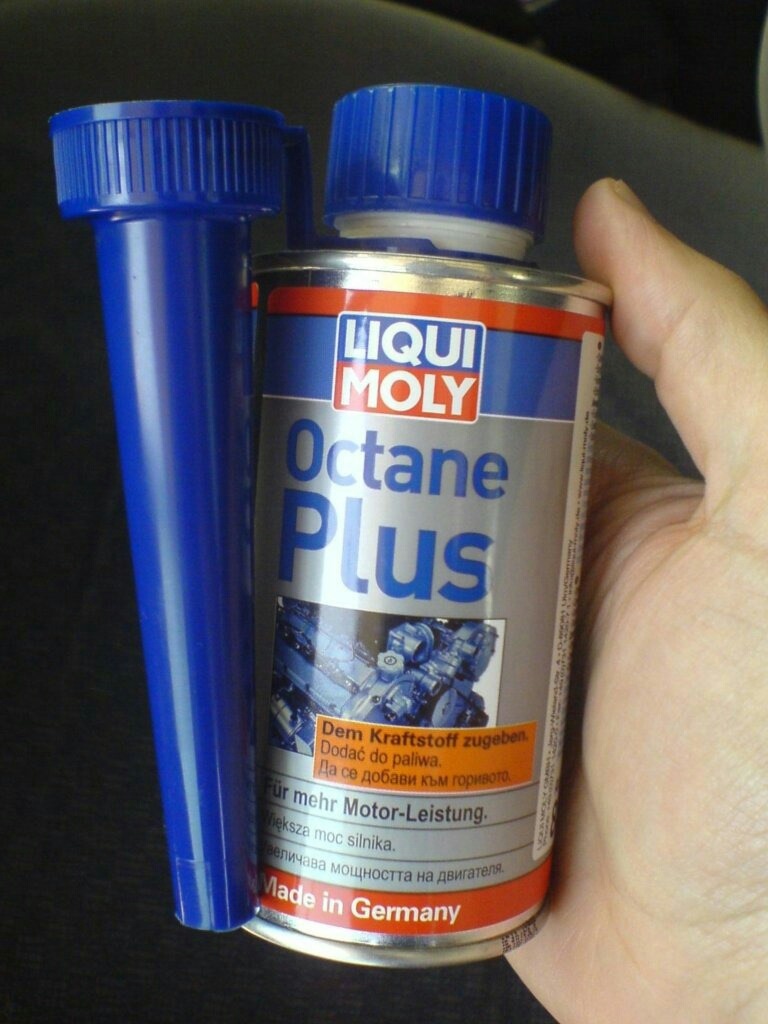 LIQUI
MOLY
Octane
Plus
Dem Kraftstoff zugeben.
Dodać do paliwa.
Да се добави към горивото.
Für mehr Motor-Leistung.
Większa moc silnika.
величава мощността на двигателя.
Made in Germany